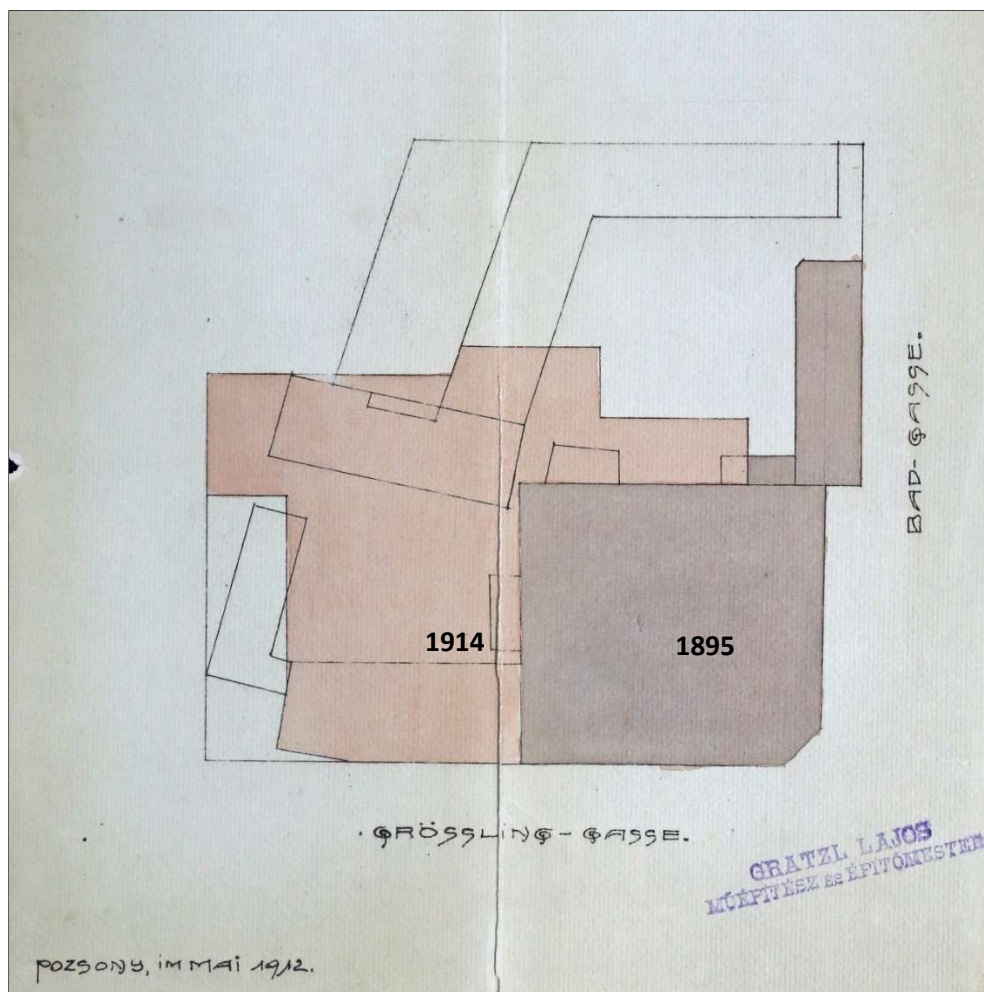 BAD-GASSE.
1914
1895
·GRÖSSLING-GASSE.
GRATZL LAJOS
MŰÉPITÉSZ és ÉPITŐMESTER
POZSONY, IM MAI 1912.